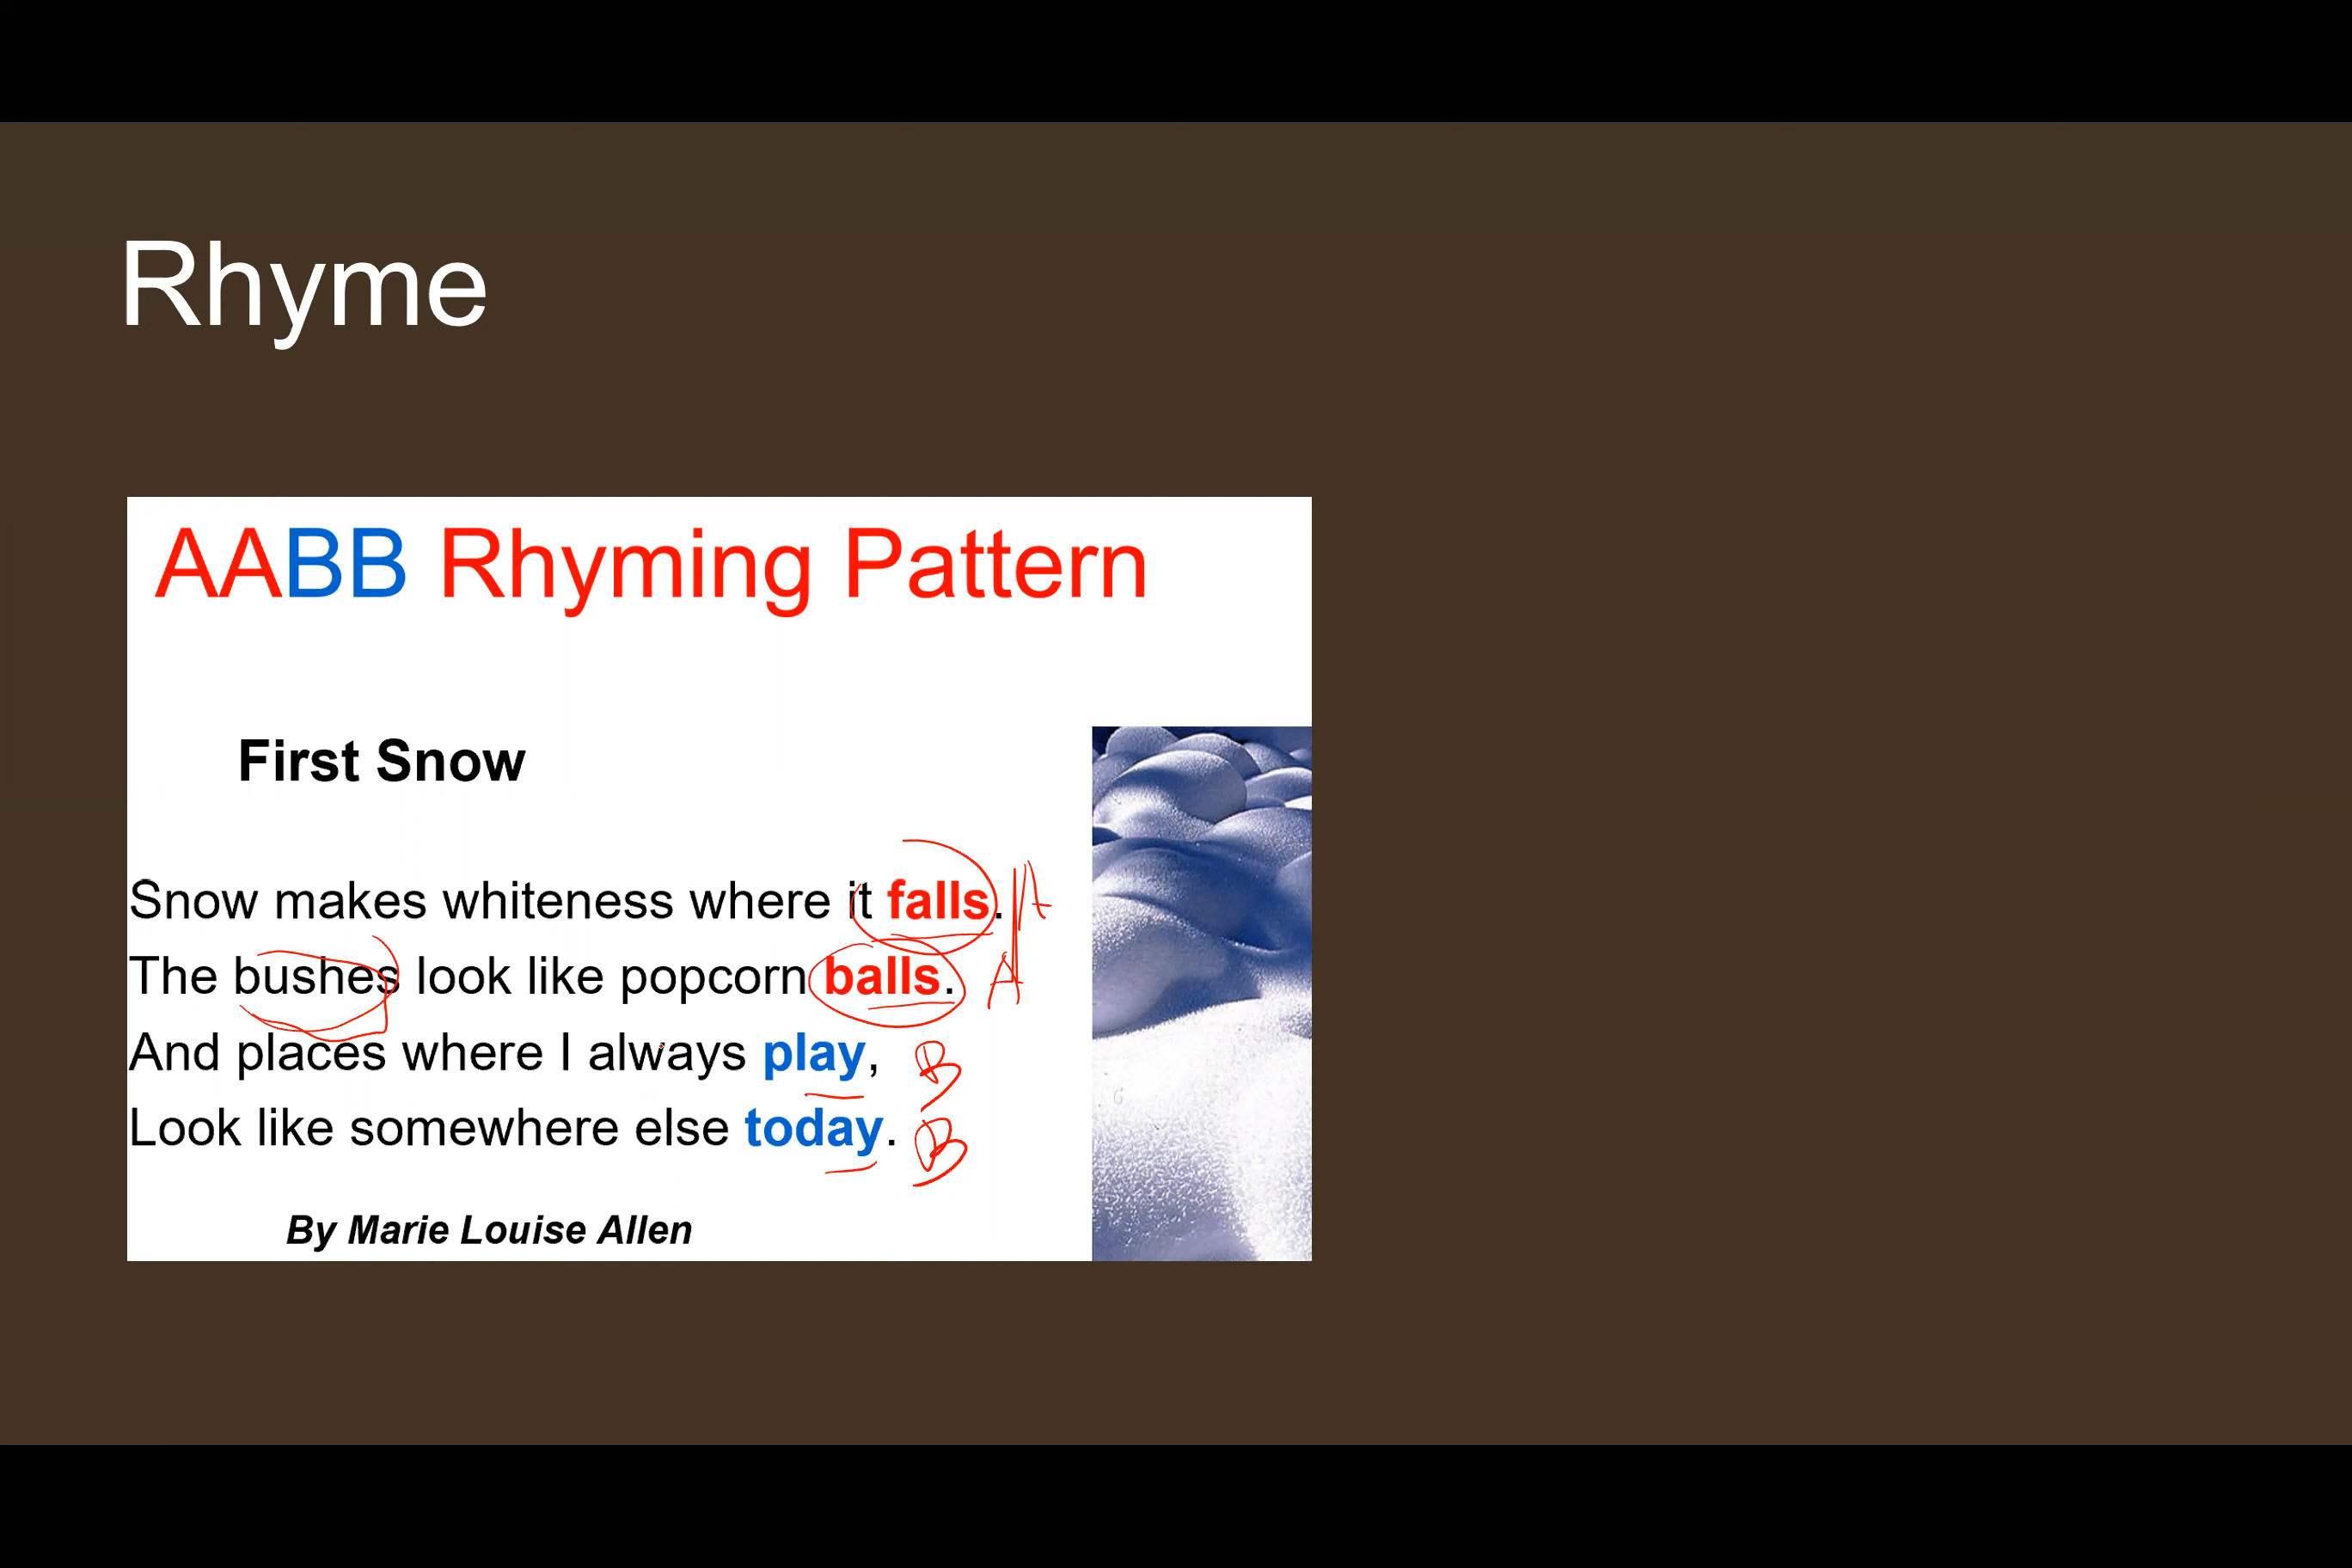 Rhyme
AABB Rhyming Pattern
First Snow
Snow makes whiteness where it falls. A
The bushes look like popcorn balls. A
And places where I always play, B
Look like somewhere else today. B
By Marie Louise Allen